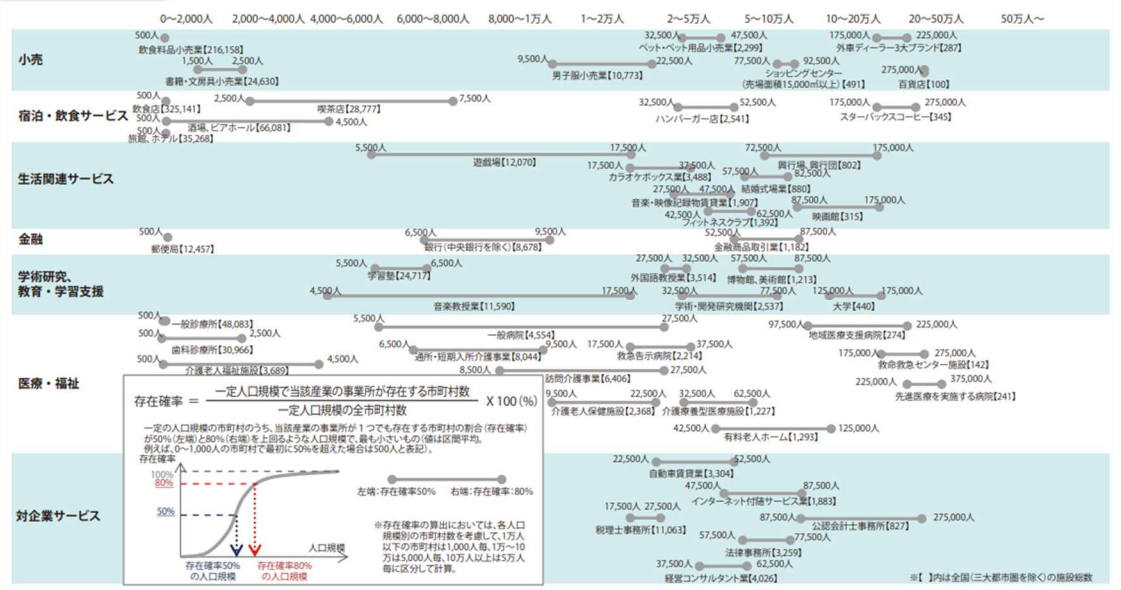 0～2,000人 2,000～4,000人 4,000～6,000人 6,000～8,000人 8,000～1万人 1～2万人 2～5万人 5～10万人 10～20万人 20～50万人 50万人～
小売
500人
飲食料品小売業【216,158】
1,500人 2,500人
書籍・文房具小売業【24,630】
9,500人 22,500人
男子服小売業【10,773】
32,500人 47,500人
ペット・ペット用品小売業【2,299】
77,500人 92,500人
ショッピングセンター
（売場面積15,000㎡以上）【491】
175,000人 225,000人
外車ディーラー3大ブランド【287】
275,000人
百貨店【100】
宿泊・飲食サービス
500人
飲食店【325,141】
2,500人 7,500人
喫茶店【28,777】
500人 4,500人
酒場、ビアホール【66,081】
500人
旅館、ホテル【35,268】
32,500人 52,500人
ハンバーガー店【2,541】
175,000人 275,000人
スターバックスコーヒー【345】
生活関連サービス
5,500人 17,500人
遊戯場【12,070】
17,500人 37,500人
カラオケボックス業【3,488】
72,500人 175,000人
興行場、興行団【802】
57,500人 82,500人
結婚式場業【880】
27,500人 47,500人
音楽・映像記録物賃貸業【1,907】
42,500人 62,500人
フィットネスクラブ【1,392】
87,500人 175,000人
映画館【315】
金融
500人
郵便局【12,457】
6,500人 9,500人
銀行（中央銀行を除く）【8,678】
52,500人 87,500人
金融商品取引業【1,182】
学術研究、
教育・学習支援
5,500人 6,500人
学習塾【24,717】
27,500人 32,500人
外国語教授業【3,514】
57,500人 87,500人
博物館、美術館【1,213】
4,500人 17,500人
音楽教授業【11,590】
32,500人 77,500人
学術・開発研究機関【2,537】
125,000人 175,000人
大学【440】
医療・福祉
500人
一般診療所【48,083】
500人 2,500人
歯科診療所【30,966】
500人 4,500人
介護老人福祉施設【3,689】
5,500人 27,500人
一般病院【4,554】
6,500人 9,500人
通所・短期入所介護事業【8,044】
17,500人 37,500人
救急告示病院【2,214】
8,500人 27,500人
訪問介護事業【6,406】
9,500人 22,500人
介護老人保健施設【2,368】
32,500人 62,500人
介護療養型医療施設【1,227】
42,500人 125,000人
有料老人ホーム【1,293】
97,500人 225,000人
地域医療支援病院【274】
175,000人 275,000人
救命救急センター施設【142】
225,000人 375,000人
先進医療を実施する病院【241】
対企業サービス
22,500人 52,500人
自動車賃貸業【3,304】
47,500人 87,500人
インターネット付随サービス業【1,883】
17,500人 27,500人
税理士事務所【11,063】
87,500人 275,000人
公認会計士事務所【827】
57,500人 77,500人
法律事務所【3,259】
37,500人 62,500人
経営コンサルタント業【4,026】
※【 】内は全国（三大都市圏を除く）の施設総数
存在確率 ＝ 一定人口規模で当該産業の事業所が存在する市町村数 X 100（％）
一定人口規模の全市町村数
一定の人口規模の市町村のうち、当該産業の事業所が1つでも存在する市町村の割合（存在確率）
が50%（左端）と80%（右端）を上回るような人口規模で、最も小さいもの（値は区間平均。
例えば、0～1,000人の市町村で最初に50%を超えた場合は500人と表記）。
存在確率
100%
80%
50%
人口規模
存在確率50%
の人口規模
存在確率80%
の人口規模
左端：存在確率50% 右端：存在確率：80%
※存在確率の算出においては、各人口
規模別の市町村数を考慮して、1万人
以下の市町村は1,000人毎、1万～10
万は5,000人毎、10万人以上は5万人
毎に区分して計算。